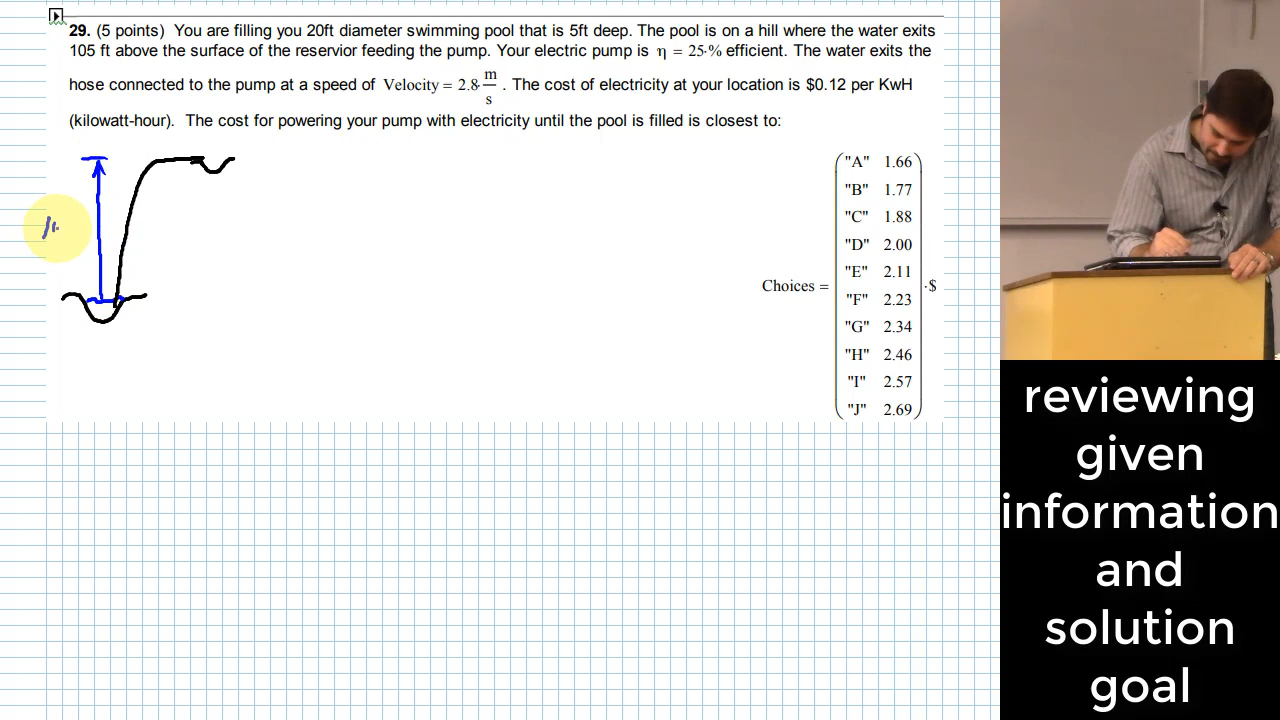 29. (5 points) You are filling you 20ft diameter swimming pool that is 5ft deep. The pool is on a hill where the water exits
105 ft above the surface of the reservior feeding the pump. Your electric pump is η = 25·% efficient. The water exits the
hose connected to the pump at a speed of Velocity = 2.8 m/s . The cost of electricity at your location is $0.12 per KwH
(kilowatt-hour). The cost for powering your pump with electricity until the pool is filled is closest to:
Choices =
"A" 1.66
"B" 1.77
"C" 1.88
"D" 2.00
"E" 2.11
"F" 2.23
"G" 2.34
"H" 2.46
"I" 2.57
"J" 2.69
·$
reviewing
given
information
and
solution
goal